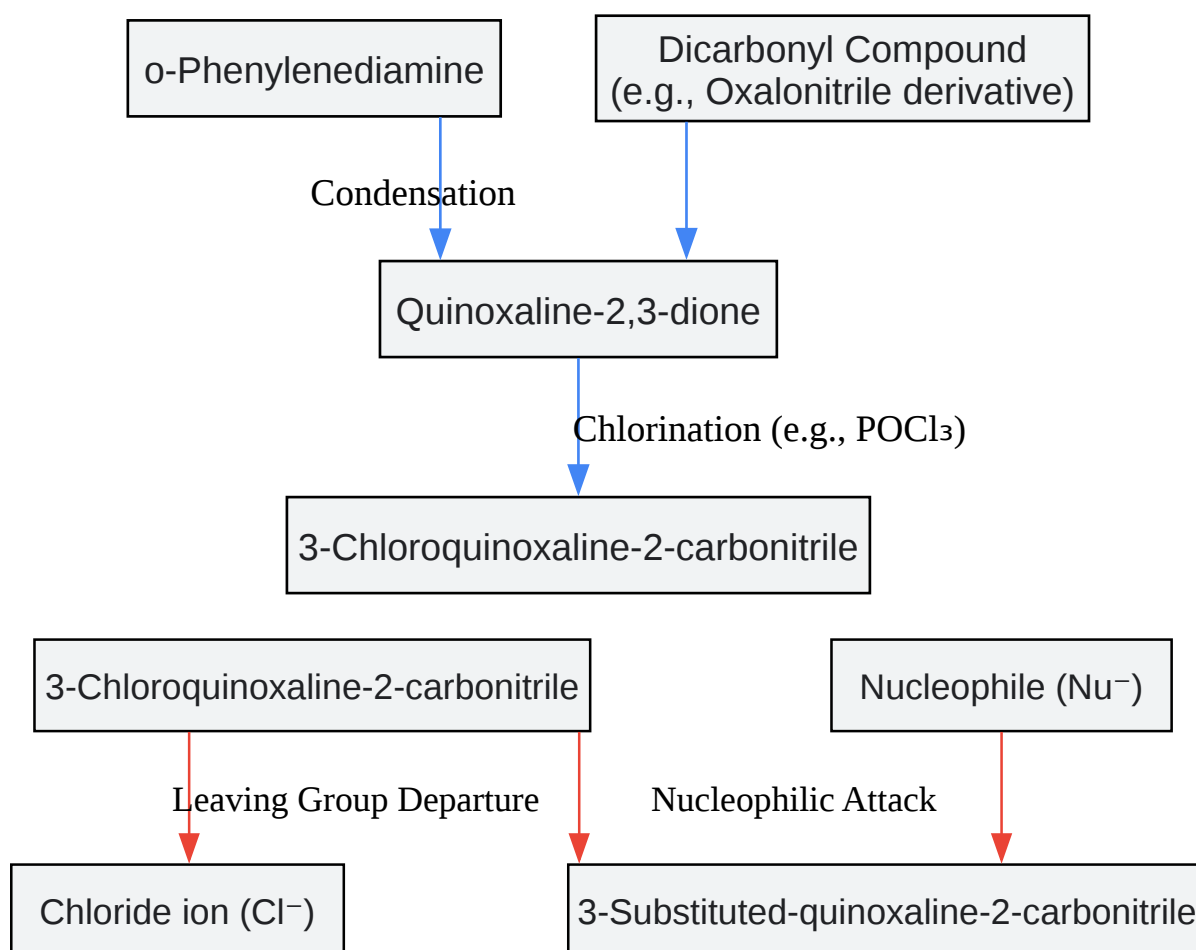 o-Phenylenediamine
Dicarbonyl Compound
(e.g., Oxalonitrile derivative)
Condensation
Quinoxaline-2,3-dione
Chlorination (e.g., POCl₃)
3-Chloroquinoxaline-2-carbonitrile
3-Chloroquinoxaline-2-carbonitrile
Nucleophile (Nu⁻)
Leaving Group Departure
Nucleophilic Attack
Chloride ion (Cl⁻)
3-Substituted-quinoxaline-2-carbonitrile